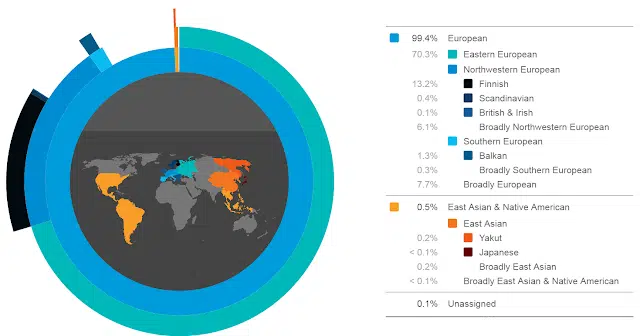 99.4% European
70.3% Eastern European
Northwestern European
13.2% Finnish
0.4% Scandinavian
0.1% British & Irish
6.1% Broadly Northwestern European
Southern European
1.3% Balkan
0.3% Broadly Southern European
7.7% Broadly European
0.5% East Asian & Native American
East Asian
0.2% Yakut
< 0.1% Japanese
0.2% Broadly East Asian
< 0.1% Broadly East Asian & Native American
0.1% Unassigned